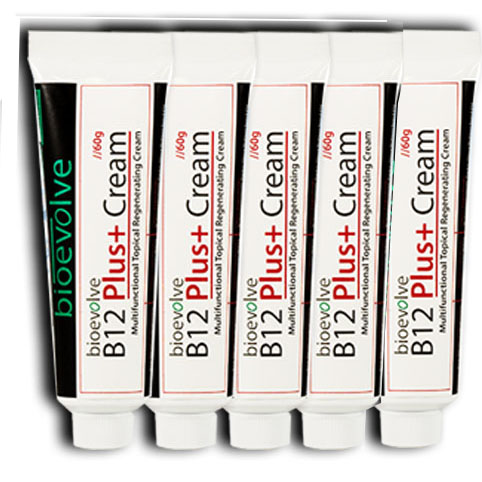 bioevolve
//60g
bioevolve
B12 Plus+ Cream
Multifunctional Topical Regenerating Cream
//60g
bioevolve
B12 Plus+ Cream
Multifunctional Topical Regenerating Cream
//60g
bioevolve
B12 Plus+ Cream
Multifunctional Topical Regenerating Cream
//60g
bioevolve
B12 Plus+ Cream
Multifunctional Topical Regenerating Cream
//60g
bioevolve
B12 Plus+ Cream
Multifunctional Topical Regenerating Cream